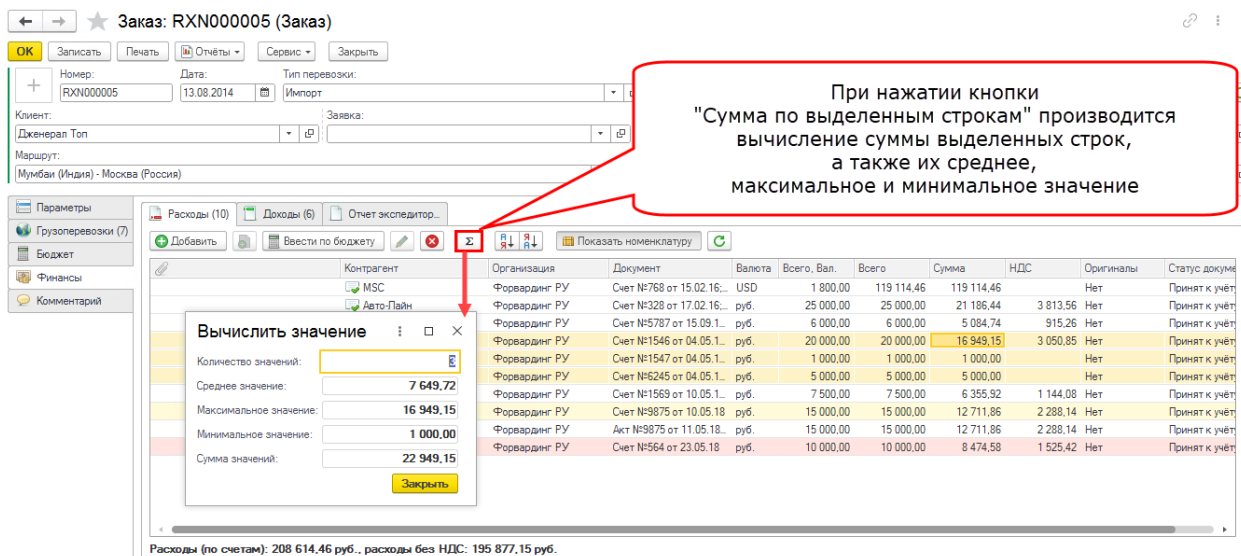 Заказ: RXN000005 (Заказ)
OK Записать Печать Отчёты Сервис Закрыть
Номер: Дата: Тип перевозки:
RXN000005 13.08.2014 Импорт
Клиент: Заявка:
Дженерал Топ
Маршрут:
Мумбаи (Индия) - Москва (Россия)
При нажатии кнопки
"Сумма по выделенным строкам" производится
вычисление суммы выделенных строк,
а также их среднее,
максимальное и минимальное значение
Параметры
Грузоперевозки (7)
Бюджет
Финансы
Комментарий
Расходы (10) Доходы (6) Отчет экспедитор...
Добавить Ввести по бюджету Σ Показать номенклатуру
Контрагент Организация Документ Валюта Всего, Вал. Всего Сумма НДС Оригиналы Статус докуме
MSC Форвардинг РУ Счет №768 от 15.02.16;... USD 1 800,00 119 114,46 119 114,46 Нет Принят к учёту
Авто-Лайн Форвардинг РУ Счет №328 от 17.02.16;... руб. 25 000,00 25 000,00 21 186,44 3 813,56 Нет Принят к учёту
Форвардинг РУ Счет №5787 от 15.09.1... руб. 6 000,00 6 000,00 5 084,74 915,26 Нет Принят к учёту
Форвардинг РУ Счет №1546 от 04.05.1... руб. 20 000,00 20 000,00 16 949,15 3 050,85 Нет Принят к учёту
Форвардинг РУ Счет №1547 от 04.05.1... руб. 1 000,00 1 000,00 1 000,00 Нет Принят к учёту
Форвардинг РУ Счет №6245 от 04.05.1... руб. 5 000,00 5 000,00 5 000,00 Нет Принят к учёту
Форвардинг РУ Счет №1569 от 10.05.1... руб. 7 500,00 7 500,00 6 355,92 1 144,08 Нет Принят к учёту
Форвардинг РУ Счет №9875 от 10.05.18 руб. 15 000,00 15 000,00 12 711,86 2 288,14 Нет Принят к учёту
Форвардинг РУ Акт №9875 от 11.05.18... руб. 15 000,00 15 000,00 12 711,86 2 288,14 Нет Принят к учёту
Форвардинг РУ Счет №564 от 23.05.18 руб. 10 000,00 10 000,00 8 474,58 1 525,42 Нет Принят к учёту
Вычислить значение
Количество значений: 3
Среднее значение: 7 649,72
Максимальное значение: 16 949,15
Минимальное значение: 1 000,00
Сумма значений: 22 949,15
Закрыть
Расходы (по счетам): 208 614,46 руб., расходы без НДС: 195 877,15 руб.